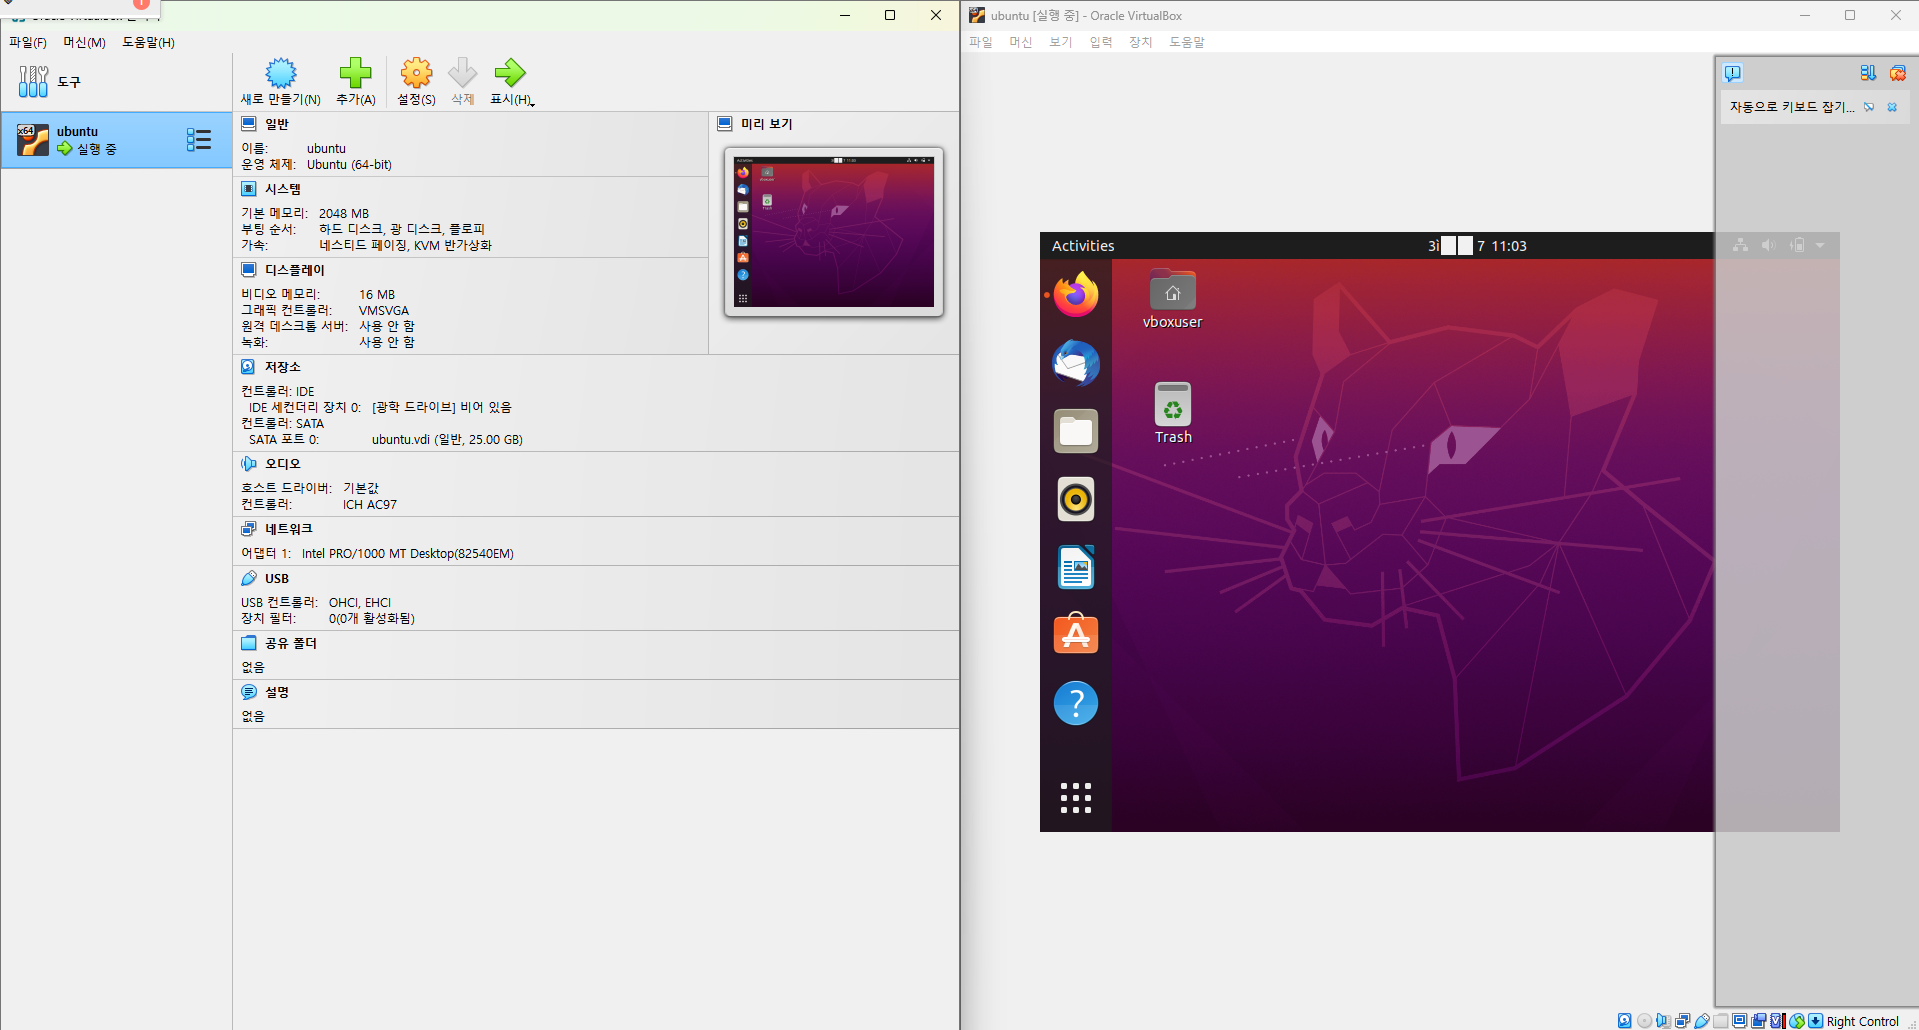 파일(F) 머신(M) 도움말(H)
도구
ubuntu
실행 중
새로 만들기(N) 추가(A) 설정(S) 삭제 표시(H)
일반
이름: ubuntu
운영 체제: Ubuntu (64-bit)
시스템
기본 메모리: 2048 MB
부팅 순서: 하드 디스크, 광 디스크, 플로피
가속: 네스티드 페이징, KVM 반가상화
디스플레이
비디오 메모리: 16 MB
그래픽 컨트롤러: VMSVGA
원격 데스크톱 서버: 사용 안 함
녹화: 사용 안 함
저장소
컨트롤러: IDE
IDE 세컨더리 장치 0: [광학 드라이브] 비어 있음
컨트롤러: SATA
SATA 포트 0: ubuntu.vdi (일반, 25.00 GB)
오디오
호스트 드라이버: 기본값
컨트롤러: ICH AC97
네트워크
어댑터 1: Intel PRO/1000 MT Desktop(82540EM)
USB
USB 컨트롤러: OHCI, EHCI
장치 필터: 0(0개 활성화됨)
공유 폴더
없음
설명
없음
미리 보기
ubuntu [실행 중] - Oracle VirtualBox
파일 머신 보기 입력 장치 도움말
자동으로 키보드 잡기...
Activities
3ì 7 11:03
vboxuser
Trash
Right Control